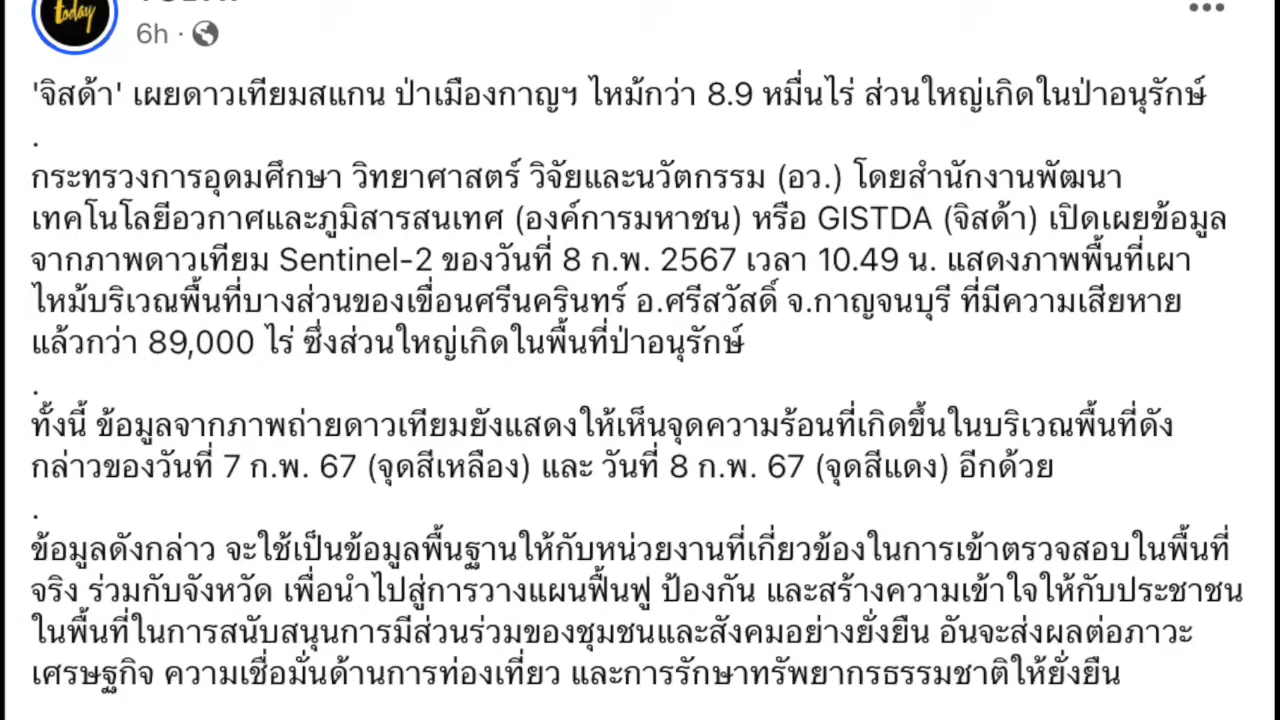 today
6h ·
'จิสด้า' เผยดาวเทียมสแกน ป่าเมืองกาญฯ ไหม้กว่า 8.9 หมื่นไร่ ส่วนใหญ่เกิดในป่าอนุรักษ์
.
กระทรวงการอุดมศึกษา วิทยาศาสตร์ วิจัยและนวัตกรรม (อว.) โดยสำนักงานพัฒนา
เทคโนโลยีอวกาศและภูมิสารสนเทศ (องค์การมหาชน) หรือ GISTDA (จิสด้า) เปิดเผยข้อมูล
จากภาพดาวเทียม Sentinel-2 ของวันที่ 8 ก.พ. 2567 เวลา 10.49 น. แสดงภาพพื้นที่เผา
ไหม้บริเวณพื้นที่บางส่วนของเขื่อนศรีนครินทร์ อ.ศรีสวัสดิ์ จ.กาญจนบุรี ที่มีความเสียหาย
แล้วกว่า 89,000 ไร่ ซึ่งส่วนใหญ่เกิดในพื้นที่ป่าอนุรักษ์
.
ทั้งนี้ ข้อมูลจากภาพถ่ายดาวเทียมยังแสดงให้เห็นจุดความร้อนที่เกิดขึ้นในบริเวณพื้นที่ดัง
กล่าวของวันที่ 7 ก.พ. 67 (จุดสีเหลือง) และ วันที่ 8 ก.พ. 67 (จุดสีแดง) อีกด้วย
.
ข้อมูลดังกล่าว จะใช้เป็นข้อมูลพื้นฐานให้กับหน่วยงานที่เกี่ยวข้องในการเข้าตรวจสอบในพื้นที่
จริง ร่วมกับจังหวัด เพื่อนำไปสู่การวางแผนฟื้นฟู ป้องกัน และสร้างความเข้าใจให้กับประชาชน
ในพื้นที่ในการสนับสนุนการมีส่วนร่วมของชุมชนและสังคมอย่างยั่งยืน อันจะส่งผลต่อภาวะ
เศรษฐกิจ ความเชื่อมั่นด้านการท่องเที่ยว และการรักษาทรัพยากรธรรมชาติให้ยั่งยืน